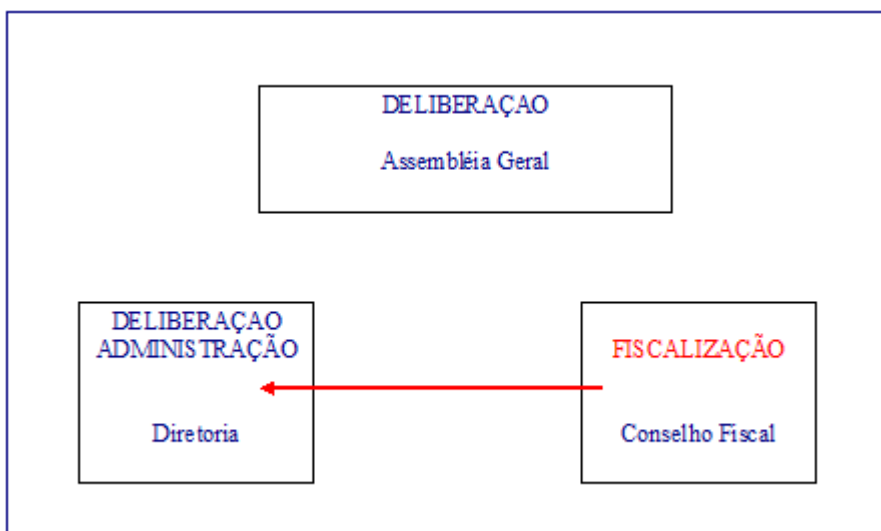 DELIBERAÇAO
Assembléia Geral
DELIBERAÇAO
ADMINISTRAÇÃO
Diretoria
FISCALIZAÇÃO
Conselho Fiscal